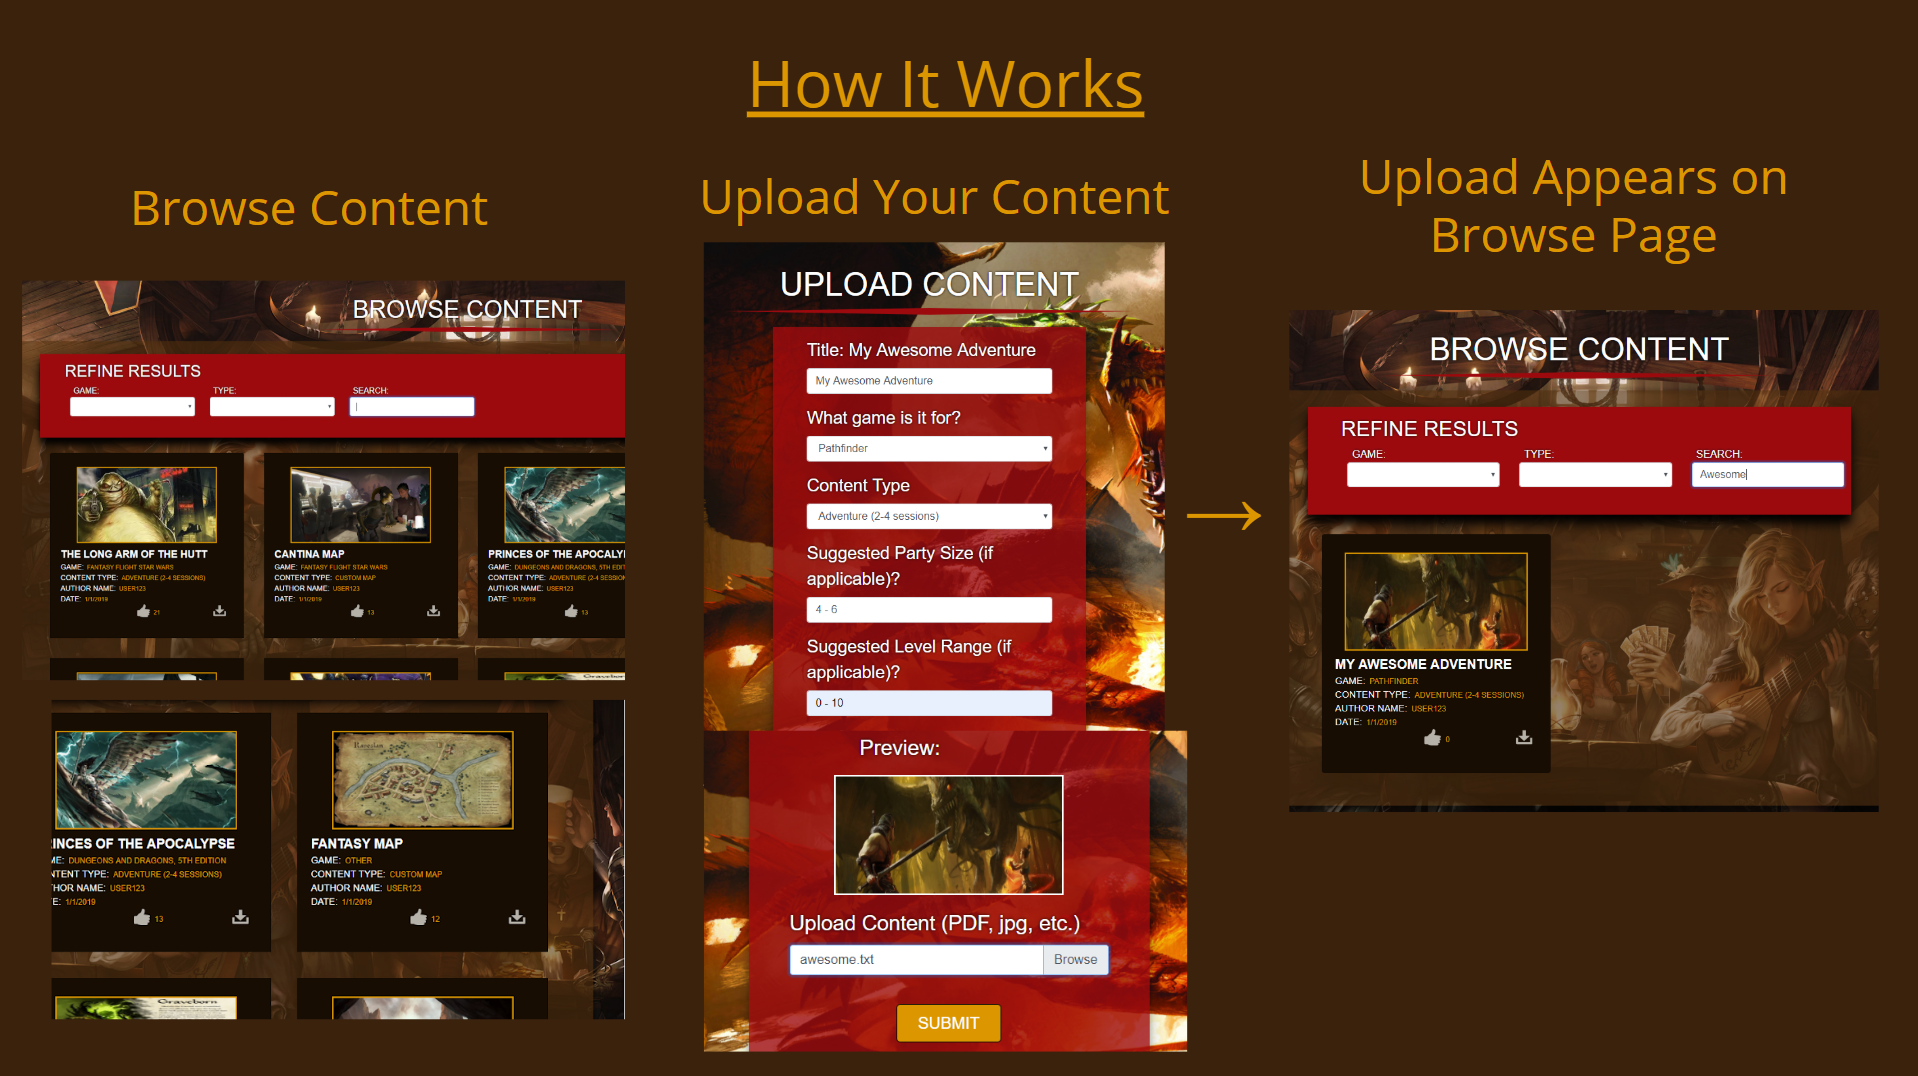 How It Works
Browse Content
BROWSE CONTENT
REFINE RESULTS
GAME: TYPE: SEARCH:
THE LONG ARM OF THE HUTT
GAME: FANTASY FLIGHT STAR WARS
CONTENT TYPE: ADVENTURE (2-4 SESSIONS)
AUTHOR NAME: USER123
DATE: 1/1/2019
21
CANTINA MAP
GAME: FANTASY FLIGHT STAR WARS
CONTENT TYPE: CUSTOM MAP
AUTHOR NAME: USER123
DATE: 1/1/2019
13
PRINCES OF THE APOCALY
GAME: DUNGEONS AND DRAGONS, 5TH EDIT
CONTENT TYPE: ADVENTURE (2-4 SESSION
AUTHOR NAME: USER123
DATE: 1/1/2019
13
INCES OF THE APOCALYPSE
ME: DUNGEONS AND DRAGONS, 5TH EDITION
NTENT TYPE: ADVENTURE (2-4 SESSIONS)
THOR NAME: USER123
E: 1/1/2019
13
FANTASY MAP
GAME: OTHER
CONTENT TYPE: CUSTOM MAP
AUTHOR NAME: USER123
DATE: 1/1/2019
12
Graveborn
Upload Your Content
UPLOAD CONTENT
Title: My Awesome Adventure
My Awesome Adventure
What game is it for?
Pathfinder
Content Type
Adventure (2-4 sessions)
Suggested Party Size (if
applicable)?
4 - 6
Suggested Level Range (if
applicable)?
0 - 10
Preview:
Upload Content (PDF, jpg, etc.)
awesome.txt Browse
SUBMIT
→
Upload Appears on
Browse Page
BROWSE CONTENT
REFINE RESULTS
GAME: TYPE: SEARCH:
Awesome
MY AWESOME ADVENTURE
GAME: PATHFINDER
CONTENT TYPE: ADVENTURE (2-4 SESSIONS)
AUTHOR NAME: USER123
DATE: 1/1/2019
0